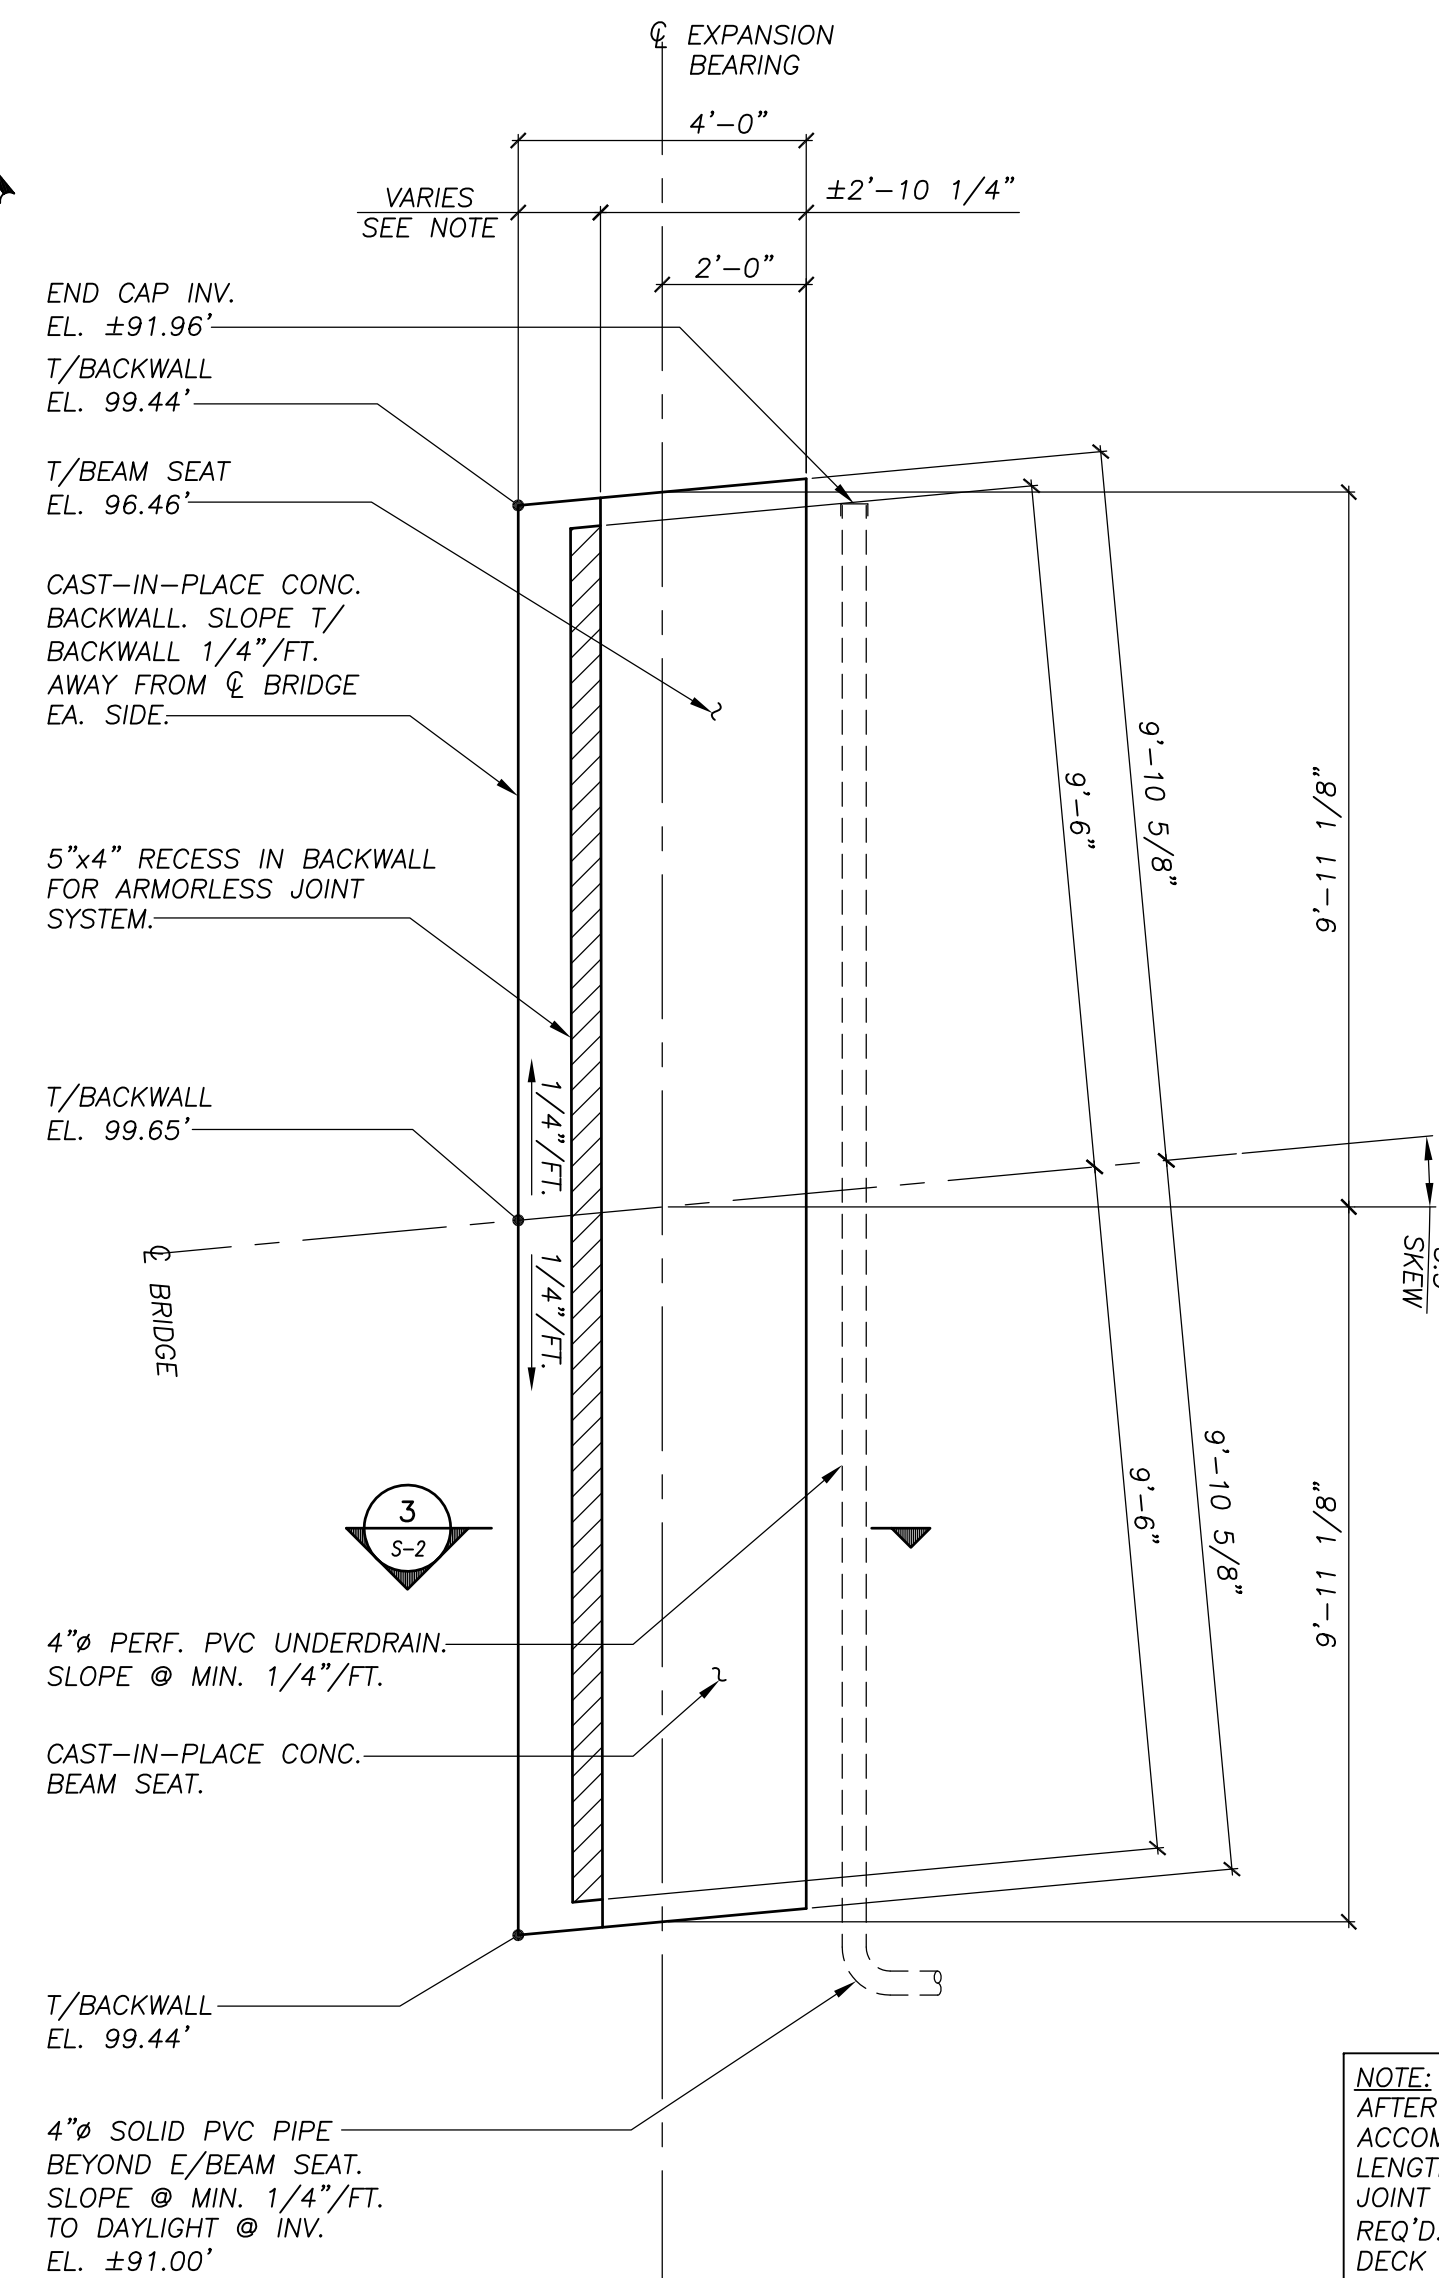 ℄ EXPANSION
BEARING
4'-0"
VARIES
SEE NOTE
±2'-10 1/4"
2'-0"
END CAP INV.
EL. ±91.96'
T/BACKWALL
EL. 99.44'
T/BEAM SEAT
EL. 96.46'
CAST-IN-PLACE CONC.
BACKWALL. SLOPE T/
BACKWALL 1/4"/FT.
AWAY FROM ℄ BRIDGE
EA. SIDE.
9'-10 5/8"
9'-6"
9'-11 1/8"
5"x4" RECESS IN BACKWALL
FOR ARMORLESS JOINT
SYSTEM.
T/BACKWALL
EL. 99.65'
1/4"/FT.
1/4"/FT.
℄ BRIDGE
SKEW
9'-6"
9'-10 5/8"
9'-11 1/8"
3
S-2
4"ø PERF. PVC UNDERDRAIN.
SLOPE @ MIN. 1/4"/FT.
CAST-IN-PLACE CONC.
BEAM SEAT.
T/BACKWALL
EL. 99.44'
4"ø SOLID PVC PIPE
BEYOND E/BEAM SEAT.
SLOPE @ MIN. 1/4"/FT.
TO DAYLIGHT @ INV.
EL. ±91.00'
NOTE:
AFTER
ACCOM
LENGT
JOINT
REQ'D.
DECK